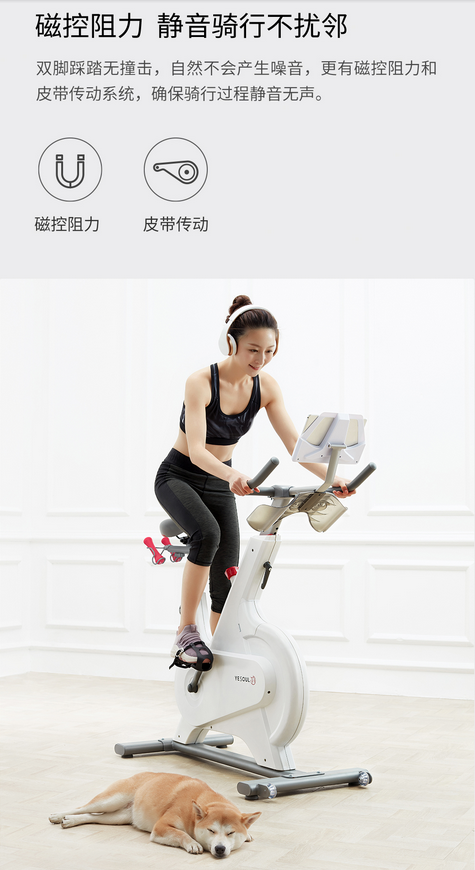 磁控阻力 静音骑行不扰邻
双脚踩踏无撞击，自然不会产生噪音，更有磁控阻力和
皮带传动系统，确保骑行过程静音无声。
磁控阻力 皮带传动
YESOUL